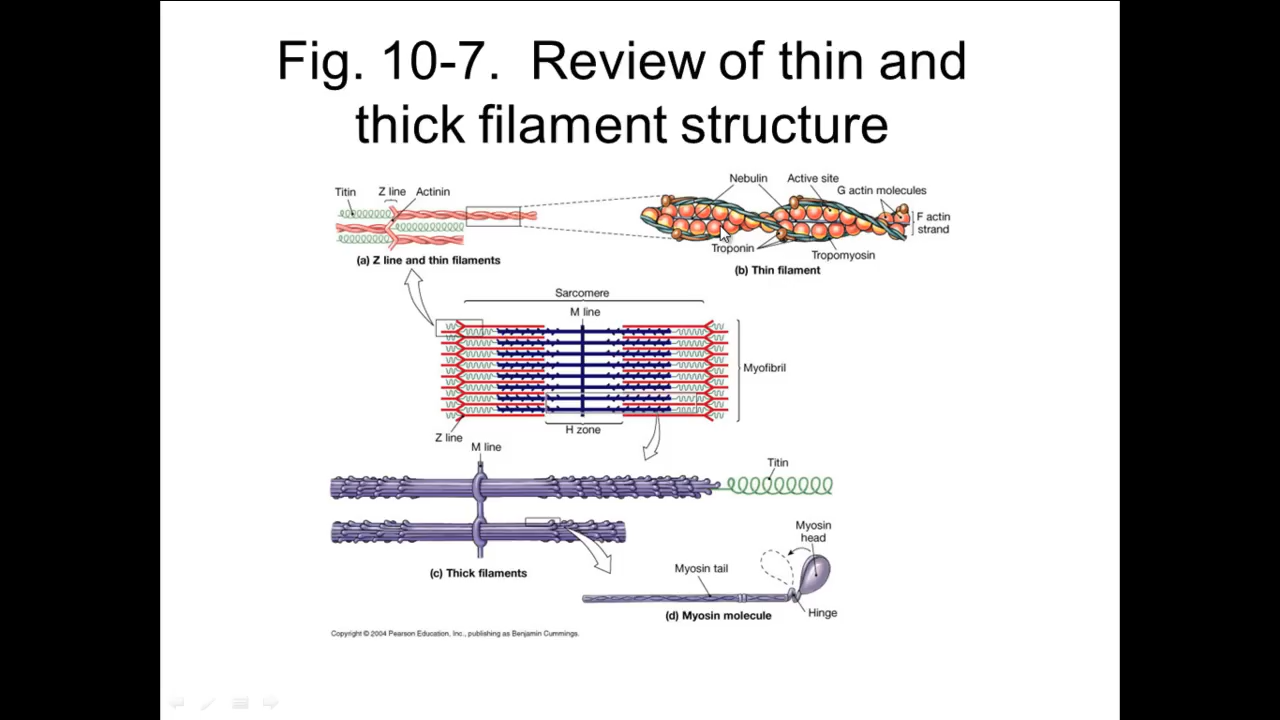 Fig. 10-7.  Review of thin and
thick filament structure
Titin
Z line
Actinin
(a) Z line and thin filaments
Nebulin
Active site
G actin molecules
F actin
strand
Troponin
Tropomyosin
(b) Thin filament
Sarcomere
M line
Myofibril
Z line
H zone
M line
Titin
(c) Thick filaments
Myosin
head
Myosin tail
Hinge
(d) Myosin molecule
Copyright © 2004 Pearson Education, Inc., publishing as Benjamin Cummings.